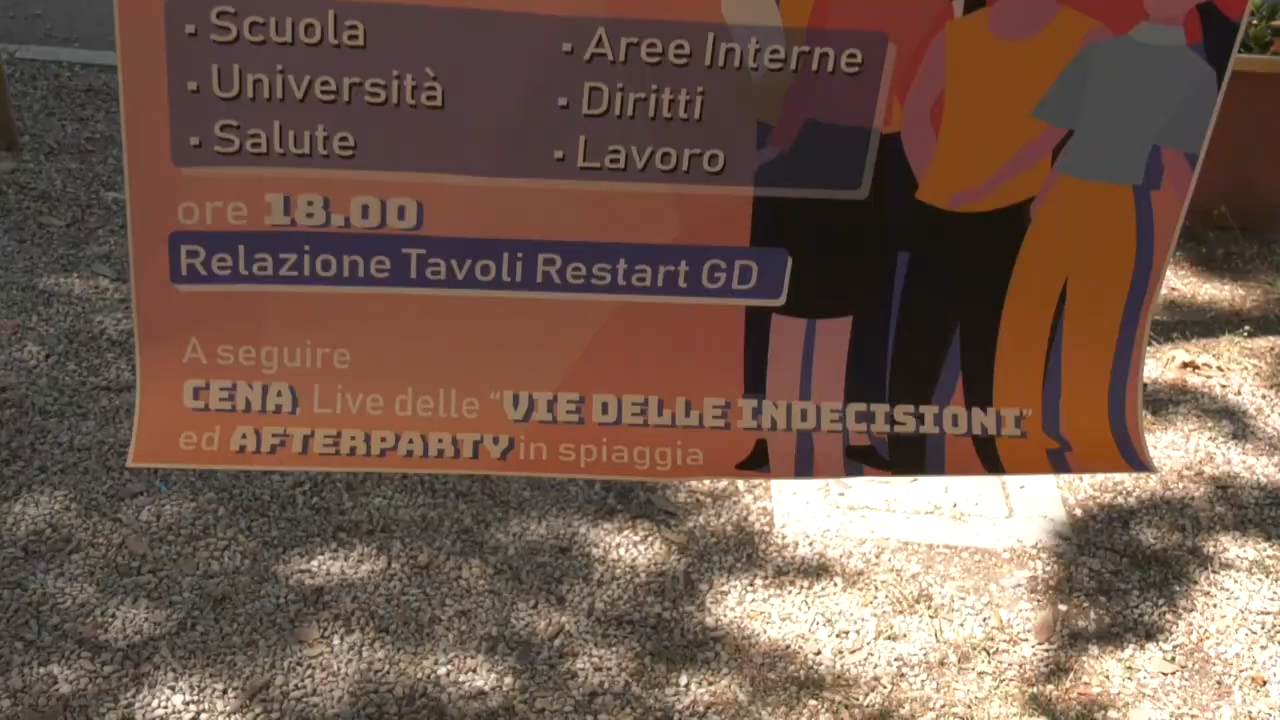 · Scuola
· Università
· Salute
· Aree Interne
· Diritti
· Lavoro
ore 18.00
Relazione Tavoli Restart GD
A seguire
CENA, Live delle “VIE DELLE INDECISIONI”
ed AFTERPARTY in spiaggia